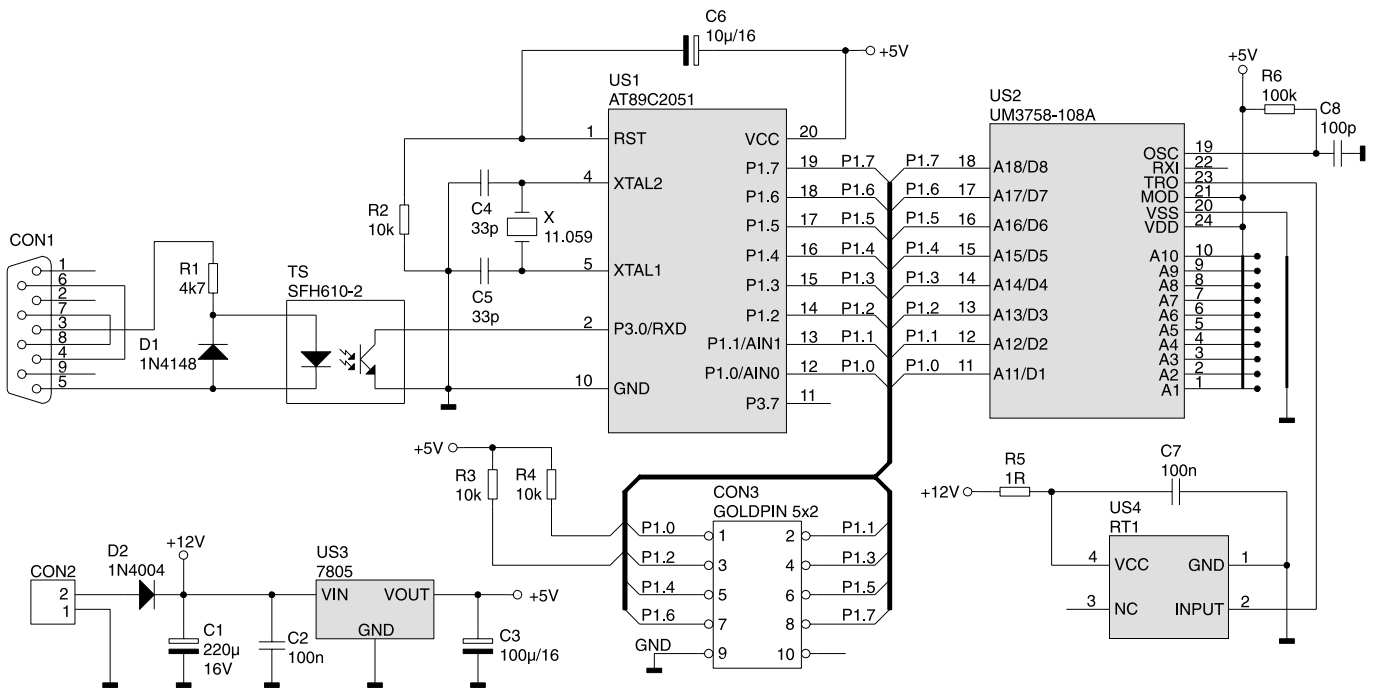 C6
10µ/16
+5V
US1
AT89C2051
1 RST
VCC 20
P1.7 19 P1.7
4 XTAL2
P1.6 18 P1.6
P1.5 17 P1.5
P1.4 16 P1.4
5 XTAL1
P1.3 15 P1.3
P1.2 14 P1.2
2 P3.0/RXD
P1.1/AIN1 13 P1.1
P1.0/AIN0 12 P1.0
10 GND
P3.7 11
R2
10k
C4
33p
X
11.059
C5
33p
US2
UM3758-108A
P1.7 18 A18/D8
P1.6 17 A17/D7
P1.5 16 A16/D6
P1.4 15 A15/D5
P1.3 14 A14/D4
P1.2 13 A13/D3
P1.1 12 A12/D2
P1.0 11 A11/D1
OSC 19
RXI 22
TRO 23
MOD 21
VSS 20
VDD 24
A10 10
A9 9
A8 8
A7 7
A6 6
A5 5
A4 4
A3 3
A2 2
A1 1
+5V
R6
100k
C8
100p
CON1
1
6
2
7
3
8
4
9
5
R1
4k7
D1
1N4148
TS
SFH610-2
+5V
R3
10k
R4
10k
CON3
GOLDPIN 5x2
P1.0 1
2 P1.1
P1.2 3
4 P1.3
P1.4 5
6 P1.5
P1.6 7
8 P1.7
GND 9
10
+12V
R5
1R
C7
100n
US4
RT1
4 VCC
GND 1
3 NC
INPUT 2
CON2
2
1
D2
1N4004
+12V
US3
7805
VIN VOUT
GND
+5V
C1
220µ
16V
C2
100n
C3
100µ/16